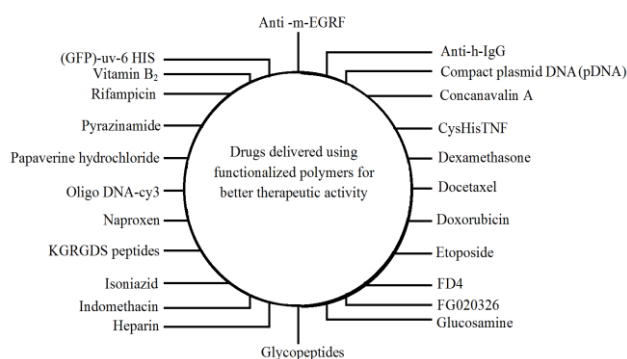 Anti -m-EGRF
Anti-h-IgG
Compact plasmid DNA (pDNA)
Concanavalin A
CysHisTNF
Dexamethasone
Docetaxel
Doxorubicin
Etoposide
FD4
FG020326
Glucosamine
Glycopeptides
Heparin
Indomethacin
Isoniazid
KGRGDS peptides
Naproxen
Oligo DNA-cy3
Papaverine hydrochloride
Pyrazinamide
Rifampicin
Vitamin B₂
(GFP)-uv-6 HIS
Drugs delivered using
functionalized polymers for
better therapeutic activity